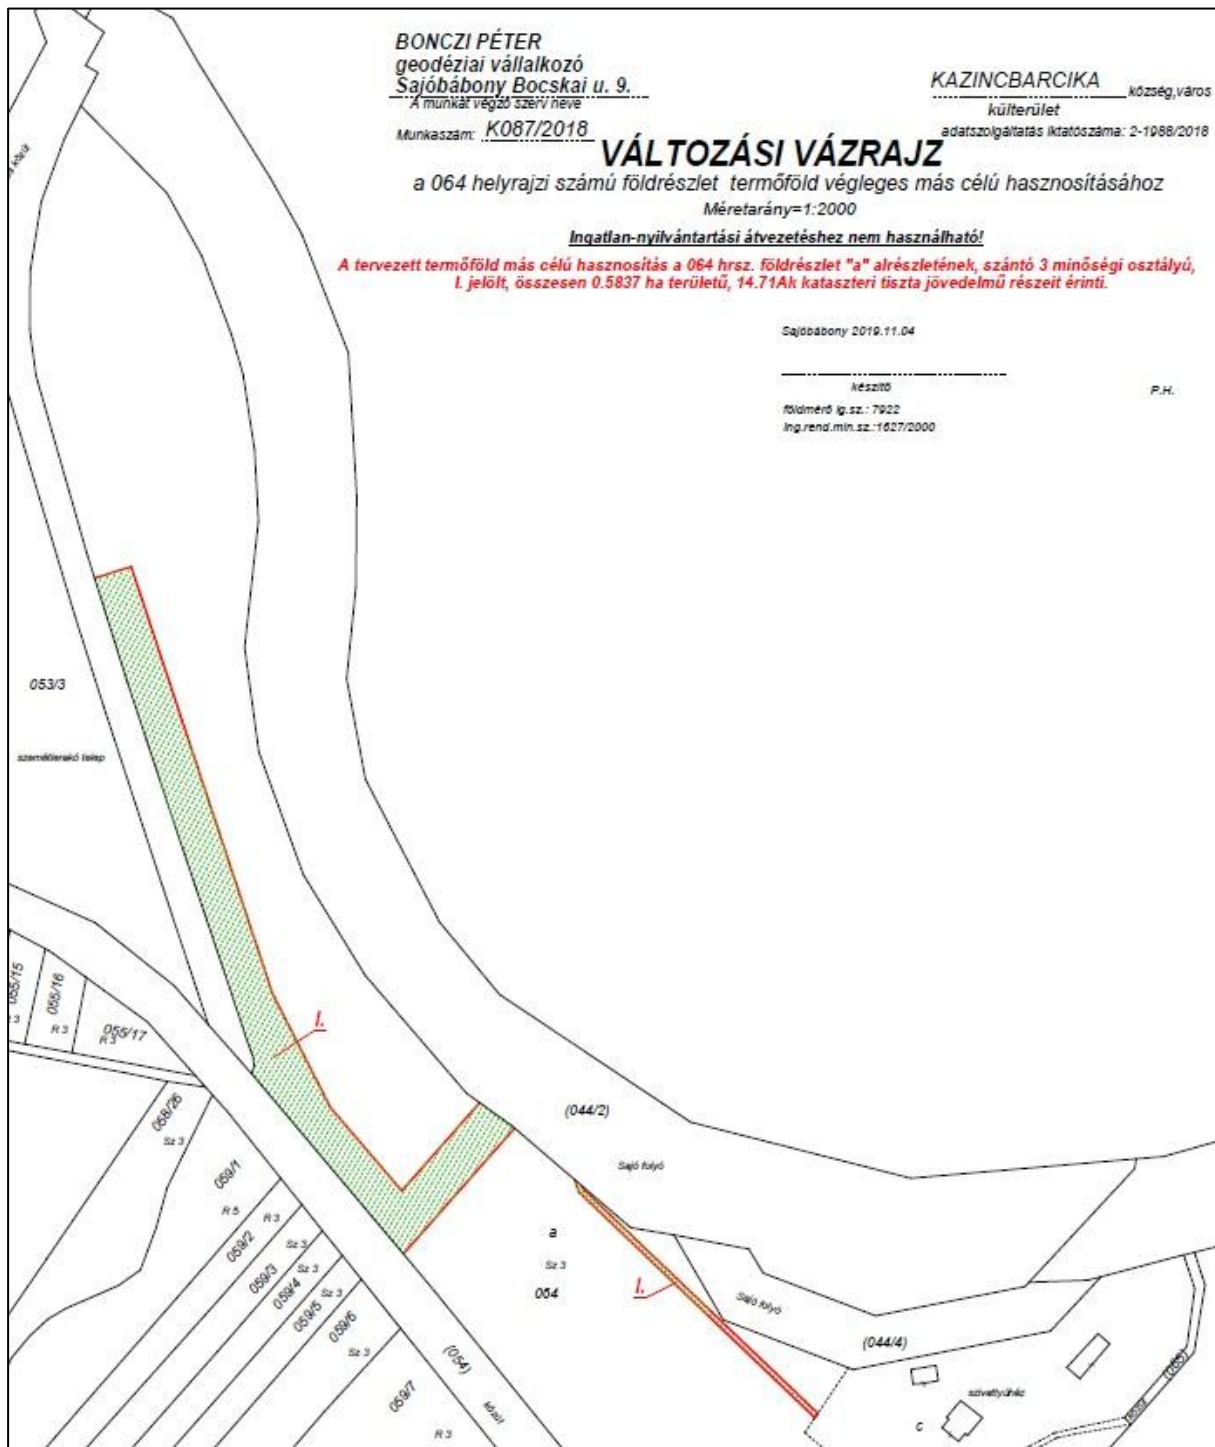 BONCZI PÉTER
geodéziai vállalkozó
Sajóbábony Bocskai u. 9.
A munkát végző szerv neve
Munkaszám: K087/2018
KAZINCBARCIKA község,város
külterület
adatszolgáltatás iktatószáma: 2-1988/2018
VÁLTOZÁSI VÁZRAJZ
a 064 helyrajzi számú földrészlet termőföld végleges más célú hasznosításához
Méretarány=1:2000
Ingatlan-nyilvántartási átvezetéshez nem használható!
A tervezett termőföld más célú hasznosítás a 064 hrsz. földrészlet "a" alrészletének, szántó 3 minőségi osztályú,
I. jelölt, összesen 0.5837 ha területű, 14.71Ak kataszteri tiszta jövedelmű részeit érinti.
Sajóbábony 2019.11.04
készítő
P.H.
földmérő ig.sz.: 7922
Ing.rend.min.sz.:1627/2000
053/3
szemétlerakó telep
055/15
055/16
R 3
055/17
R 3
I.
058/26
Sz 3
059/1
R 5
059/2
R 3
059/3
Sz 3
059/4
Sz 3
059/5
Sz 3
059/6
Sz 3
059/7
R 3
(054)
közút
(044/2)
Sajó folyó
a
Sz 3
064
I.
Sajó folyó
(044/4)
szivattyúház
c
(085)